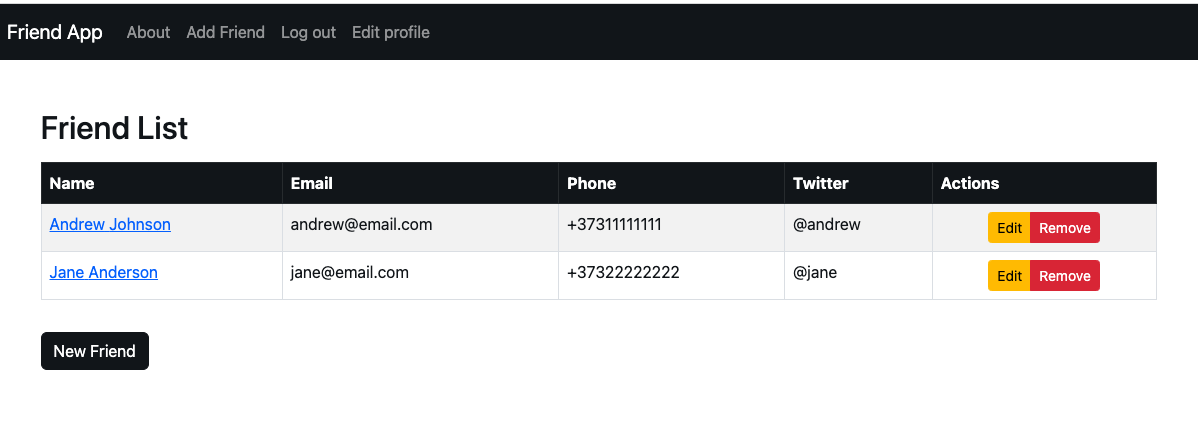 Friend App About Add Friend Log out Edit profile
Friend List
Name Email Phone Twitter Actions
Andrew Johnson andrew@email.com +37311111111 @andrew Edit Remove
Jane Anderson jane@email.com +37322222222 @jane Edit Remove
New Friend